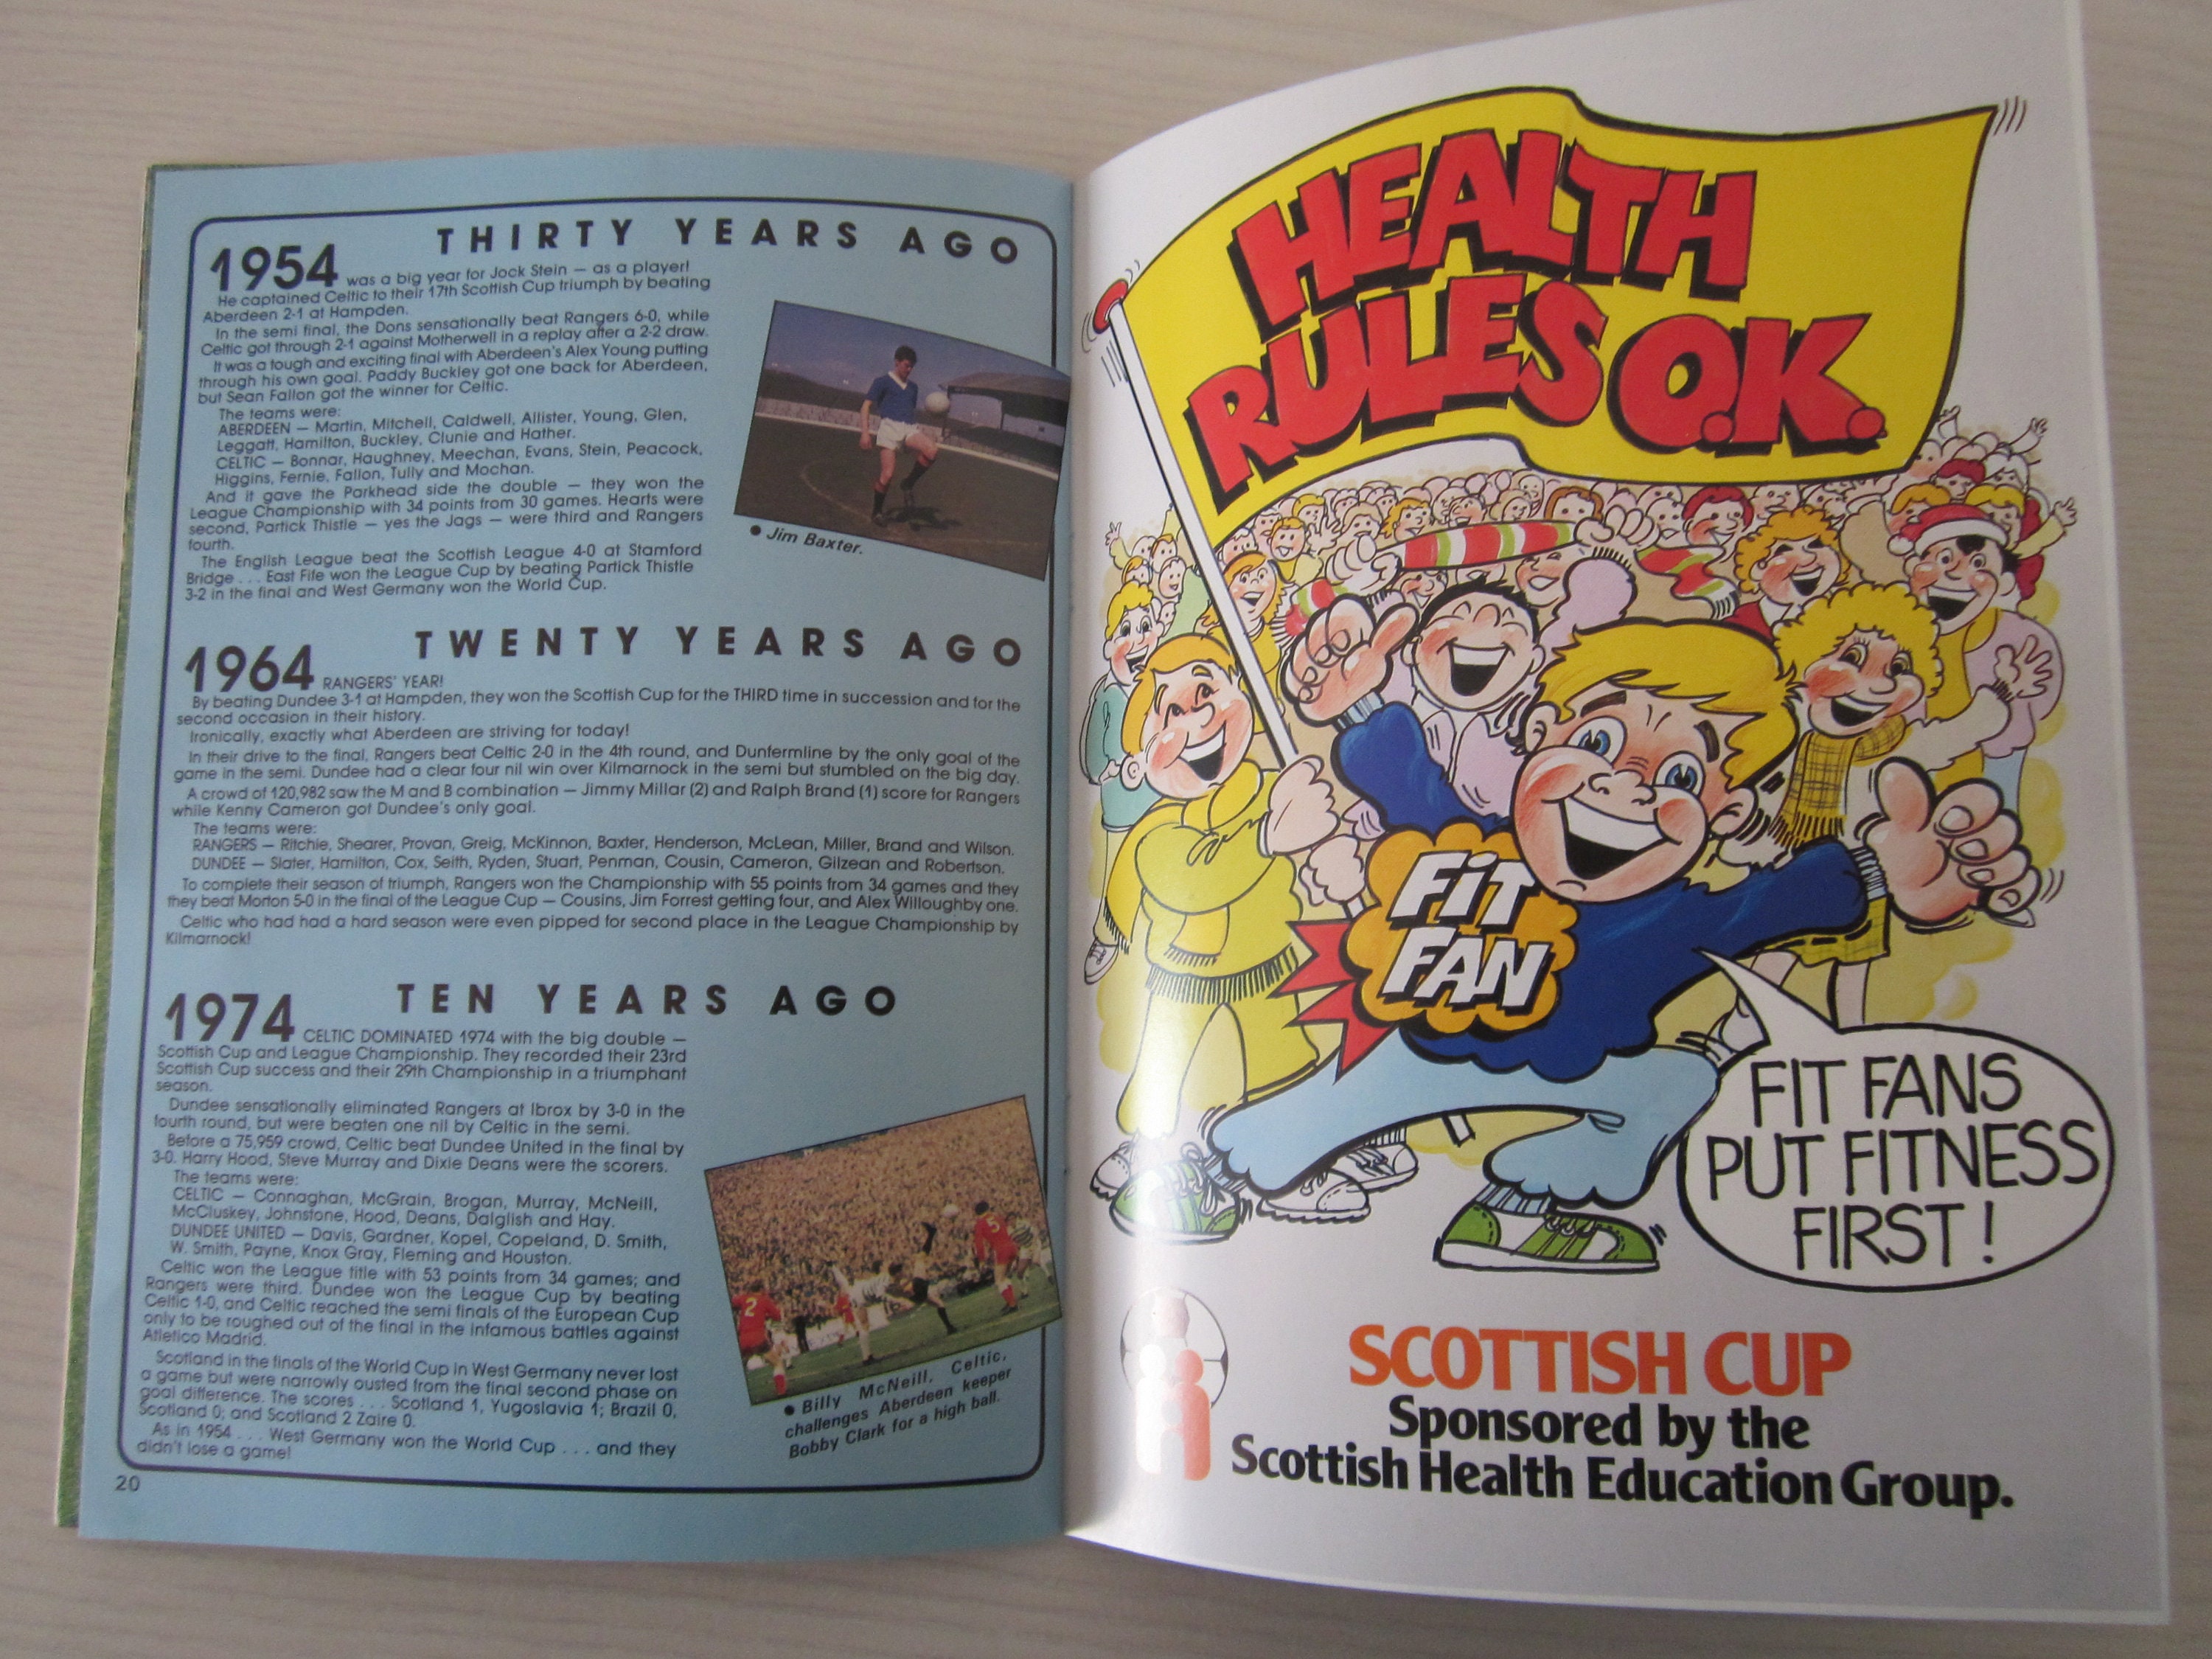 THIRTY YEARS AGO
1954 was a big year for Jock Stein — as a player!
He captained Celtic to their 17th Scottish Cup triumph by beating
Aberdeen 2-1 at Hampden.
In the semi final, the Dons sensationally beat Rangers 6-0, while
Celtic got through 2-1 against Motherwell in a replay after a 2-2 draw.
It was a tough and exciting final with Aberdeen's Alex Young putting
through his own goal. Paddy Buckley got one back for Aberdeen,
but Sean Fallon got the winner for Celtic.
The teams were:
ABERDEEN — Martin, Mitchell, Caldwell, Allister, Young, Glen,
Leggatt, Hamilton, Buckley, Clunie and Hather.
CELTIC — Bonnar, Haughney, Meechan, Evans, Stein, Peacock,
Higgins, Fernie, Fallon, Tully and Mochan.
And it gave the Parkhead side the double — they won the
League Championship with 34 points from 30 games. Hearts were
second, Partick Thistle — yes the Jags — were third and Rangers
fourth.
The English League beat the Scottish League 4-0 at Stamford
Bridge . . . East Fife won the League Cup by beating Partick Thistle
3-2 in the final and West Germany won the World Cup.
● Jim Baxter.
TWENTY YEARS AGO
1964 RANGERS' YEAR!
By beating Dundee 3-1 at Hampden, they won the Scottish Cup for the THIRD time in succession and for the
second occasion in their history.
Ironically, exactly what Aberdeen are striving for today!
In their drive to the final, Rangers beat Celtic 2-0 in the 4th round, and Dunfermline by the only goal of the
game in the semi. Dundee had a clear four nil win over Kilmarnock in the semi but stumbled on the big day.
A crowd of 120,982 saw the M and B combination — Jimmy Millar (2) and Ralph Brand (1) score for Rangers
while Kenny Cameron got Dundee's only goal.
The teams were:
RANGERS — Ritchie, Shearer, Provan, Greig, McKinnon, Baxter, Henderson, McLean, Miller, Brand and Wilson.
DUNDEE — Slater, Hamilton, Cox, Seith, Ryden, Stuart, Penman, Cousin, Cameron, Gilzean and Robertson.
To complete their season of triumph, Rangers won the Championship with 55 points from 34 games and they
they beat Morton 5-0 in the final of the League Cup — Cousins, Jim Forrest getting four, and Alex Willoughby one.
Celtic who had had a hard season were even pipped for second place in the League Championship by
Kilmarnock!
TEN YEARS AGO
1974 CELTIC DOMINATED 1974 with the big double —
Scottish Cup and League Championship. They recorded their 23rd
Scottish Cup success and their 29th Championship in a triumphant
season.
Dundee sensationally eliminated Rangers at Ibrox by 3-0 in the
fourth round, but were beaten one nil by Celtic in the semi.
Before a 75,959 crowd, Celtic beat Dundee United in the final by
3-0. Harry Hood, Steve Murray and Dixie Deans were the scorers.
The teams were:
CELTIC — Connaghan, McGrain, Brogan, Murray, McNeill,
McCluskey, Johnstone, Hood, Deans, Dalglish and Hay.
DUNDEE UNITED — Davis, Gardner, Kopel, Copeland, D. Smith,
W. Smith, Payne, Knox Gray, Fleming and Houston.
Celtic won the League title with 53 points from 34 games; and
Rangers were third. Dundee won the League Cup by beating
Celtic 1-0, and Celtic reached the semi finals of the European Cup
only to be roughed out of the final in the infamous battles against
Atletico Madrid.
Scotland in the finals of the World Cup in West Germany never lost
a game but were narrowly ousted from the final second phase on
goal difference. The scores . . . Scotland 1, Yugoslavia 1; Brazil 0,
Scotland 0; and Scotland 2 Zaire 0.
As in 1954 . . . West Germany won the World Cup . . . and they
didn't lose a game!
2
5
● Billy McNeill, Celtic,
challenges Aberdeen keeper
Bobby Clark for a high ball.
20
HEALTH
RULES O.K.
FIT
FAN
FIT FANS
PUT FITNESS
FIRST!
SCOTTISH CUP
Sponsored by the
Scottish Health Education Group.